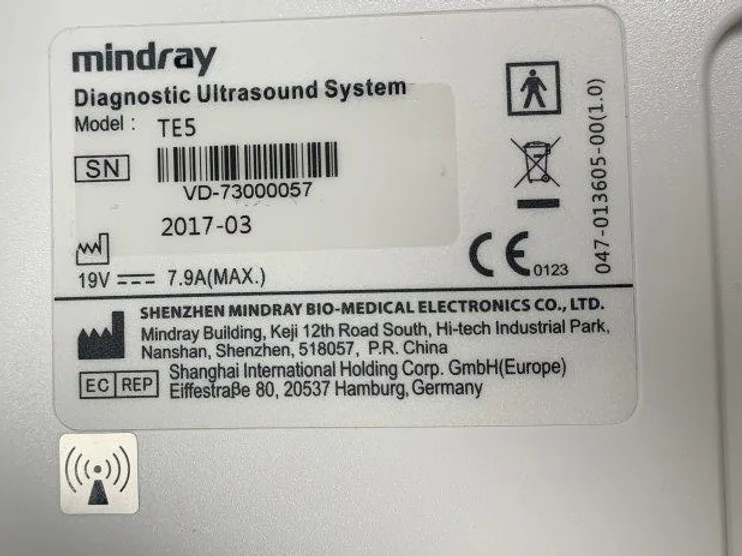 mindray
Diagnostic Ultrasound System
Model : TE5
SN
VD-73000057
2017-03
19V 7.9A(MAX.)
CE 0123
047-013605-00(1.0)
SHENZHEN MINDRAY BIO-MEDICAL ELECTRONICS CO., LTD.
Mindray Building, Keji 12th Road South, Hi-tech Industrial Park,
Nanshan, Shenzhen, 518057, P.R. China
EC REP
Shanghai International Holding Corp. GmbH(Europe)
Eiffestraße 80, 20537 Hamburg, Germany